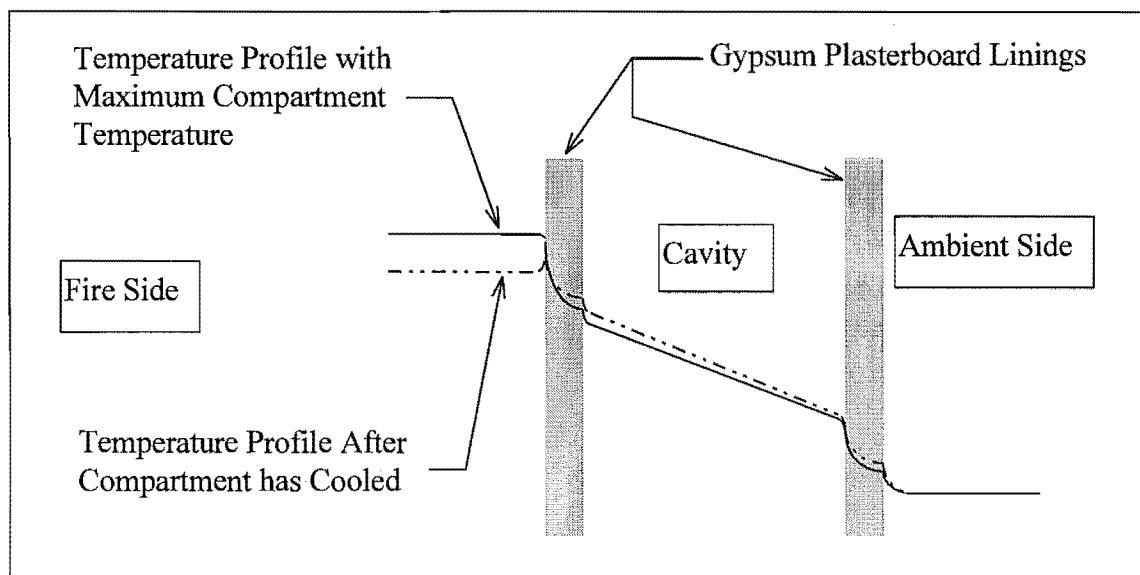 Temperature Profile with
Maximum Compartment
Temperature
Gypsum Plasterboard Linings
Fire Side
Cavity
Ambient Side
Temperature Profile After
Compartment has Cooled